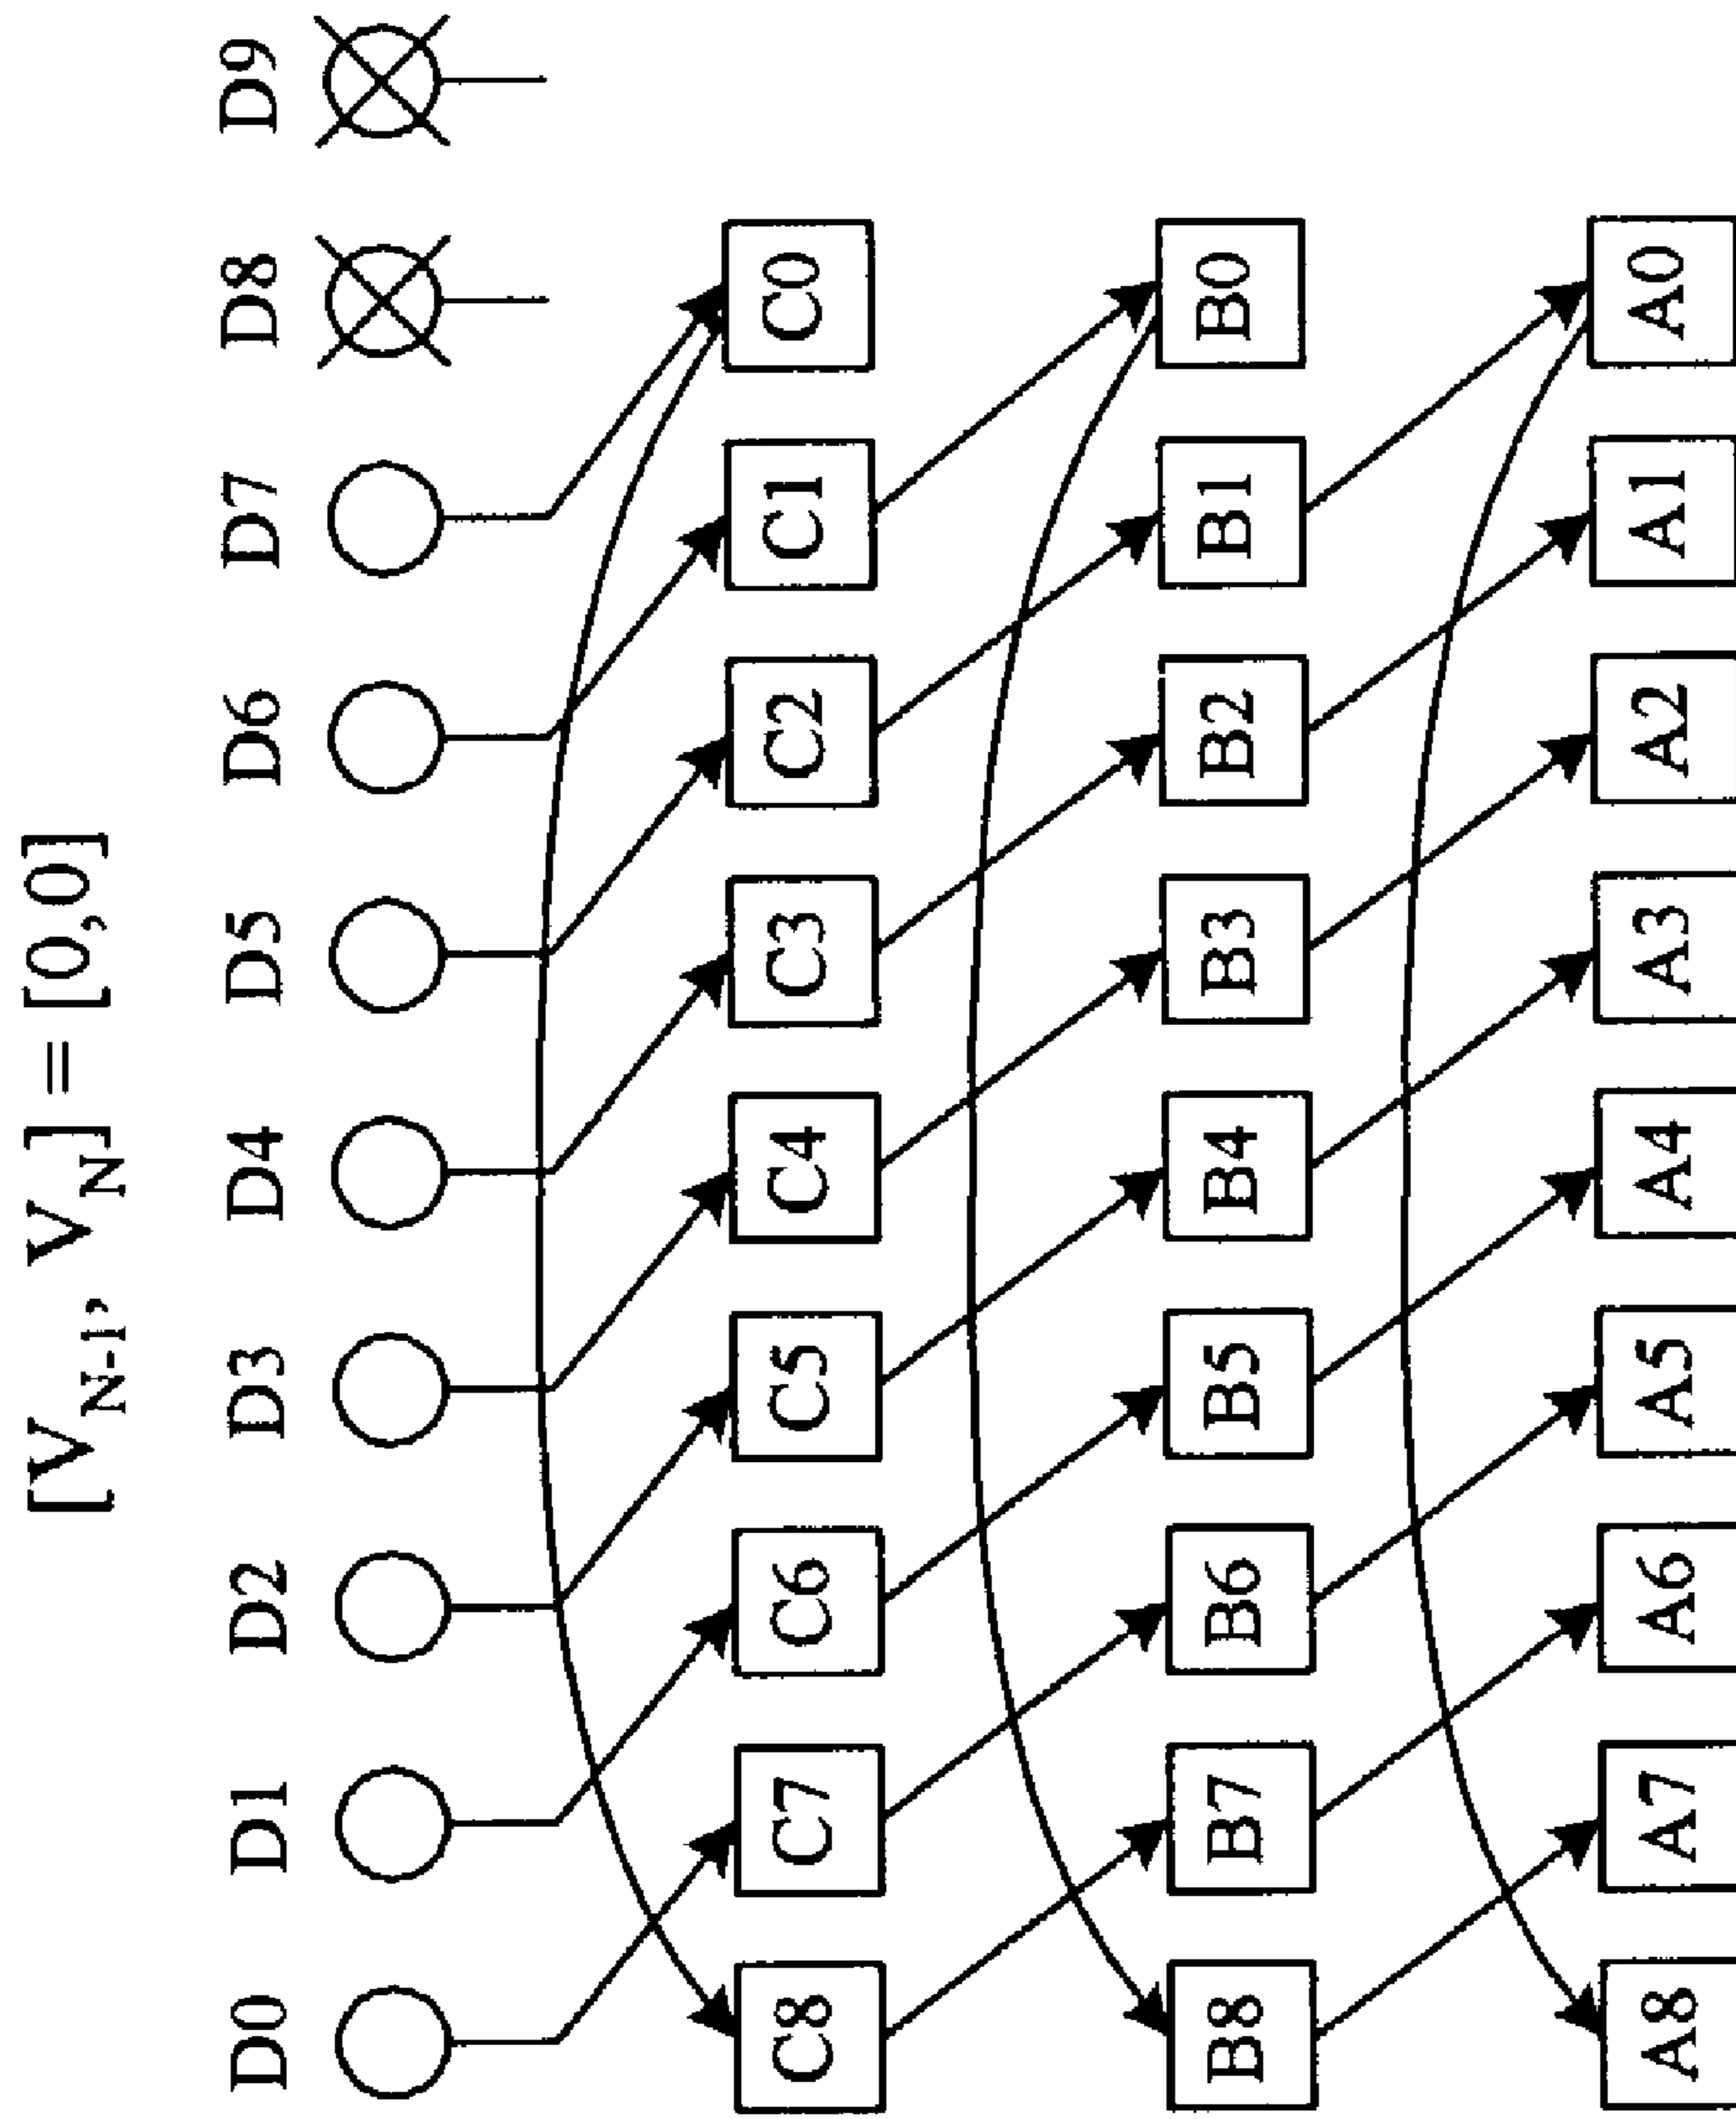 [V_{N-1}, V_N] = [0,0]
D0 D1 D2 D3 D4 D5 D6 D7 D8 D9
C8 C7 C6 C5 C4 C3 C2 C1 C0
B8 B7 B6 B5 B4 B3 B2 B1 B0
A8 A7 A6 A5 A4 A3 A2 A1 A0